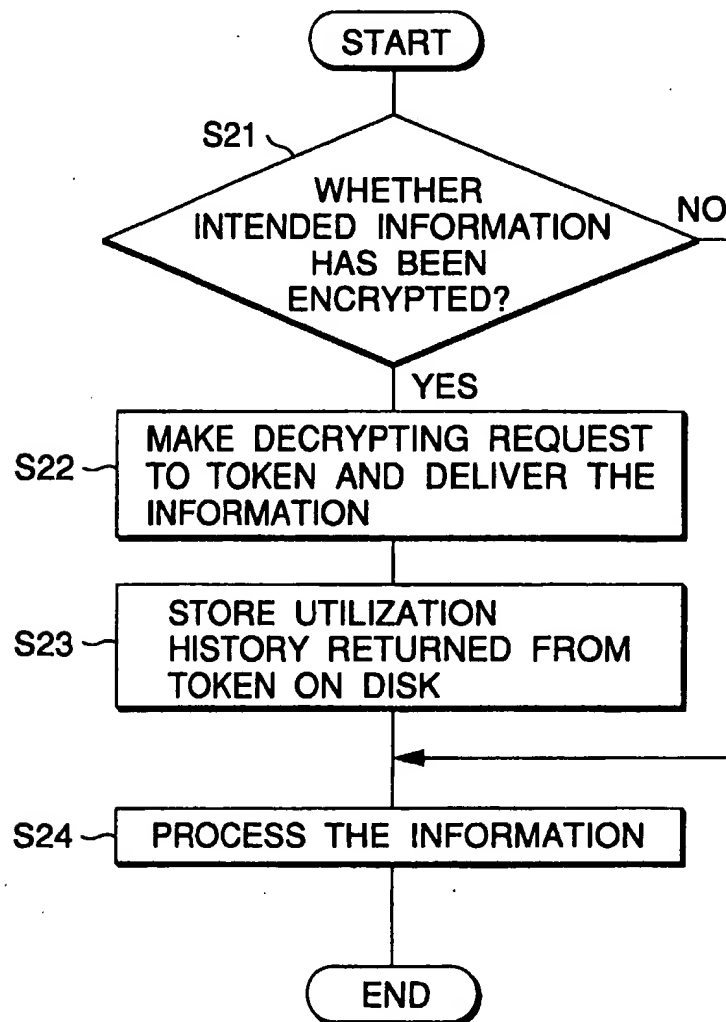 START
S21
WHETHER
INTENDED INFORMATION
HAS BEEN
ENCRYPTED?
NO
YES
S22
MAKE DECRYPTING REQUEST
TO TOKEN AND DELIVER THE
INFORMATION
S23
STORE UTILIZATION
HISTORY RETURNED FROM
TOKEN ON DISK
S24
PROCESS THE INFORMATION
END